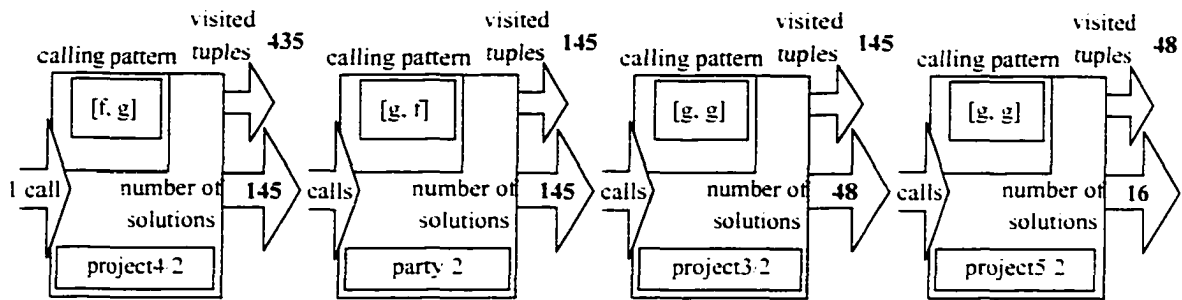 visited tuples 435
calling pattern
[f, g]
1 call
number of solutions
145
project4/2
visited tuples 145
calling pattern
[g, f]
calls
number of solutions
145
party/2
visited tuples 145
calling pattern
[g, g]
calls
number of solutions
48
project3/2
visited tuples 48
calling pattern
[g, g]
calls
number of solutions
16
project5/2